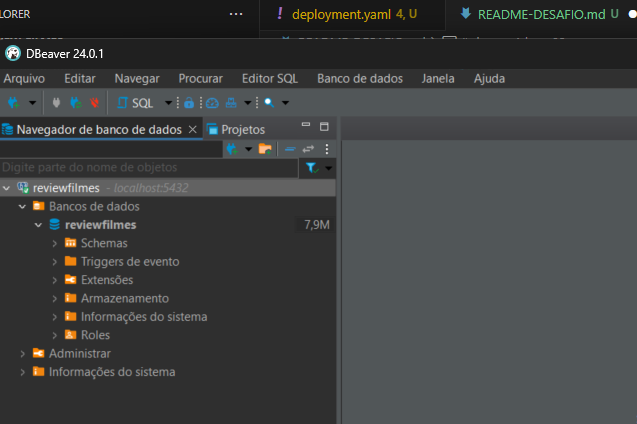 LORER
deployment.yaml 4, U
README-DESAFIO.md U
DBeaver 24.0.1
Arquivo Editar Navegar Procurar Editor SQL Banco de dados Janela Ajuda
SQL
Navegador de banco de dados Projetos
Digite parte do nome de objetos
reviewfilmes - localhost:5432
Bancos de dados
reviewfilmes 7,9M
Schemas
Triggers de evento
Extensões
Armazenamento
Informações do sistema
Roles
Administrar
Informações do sistema